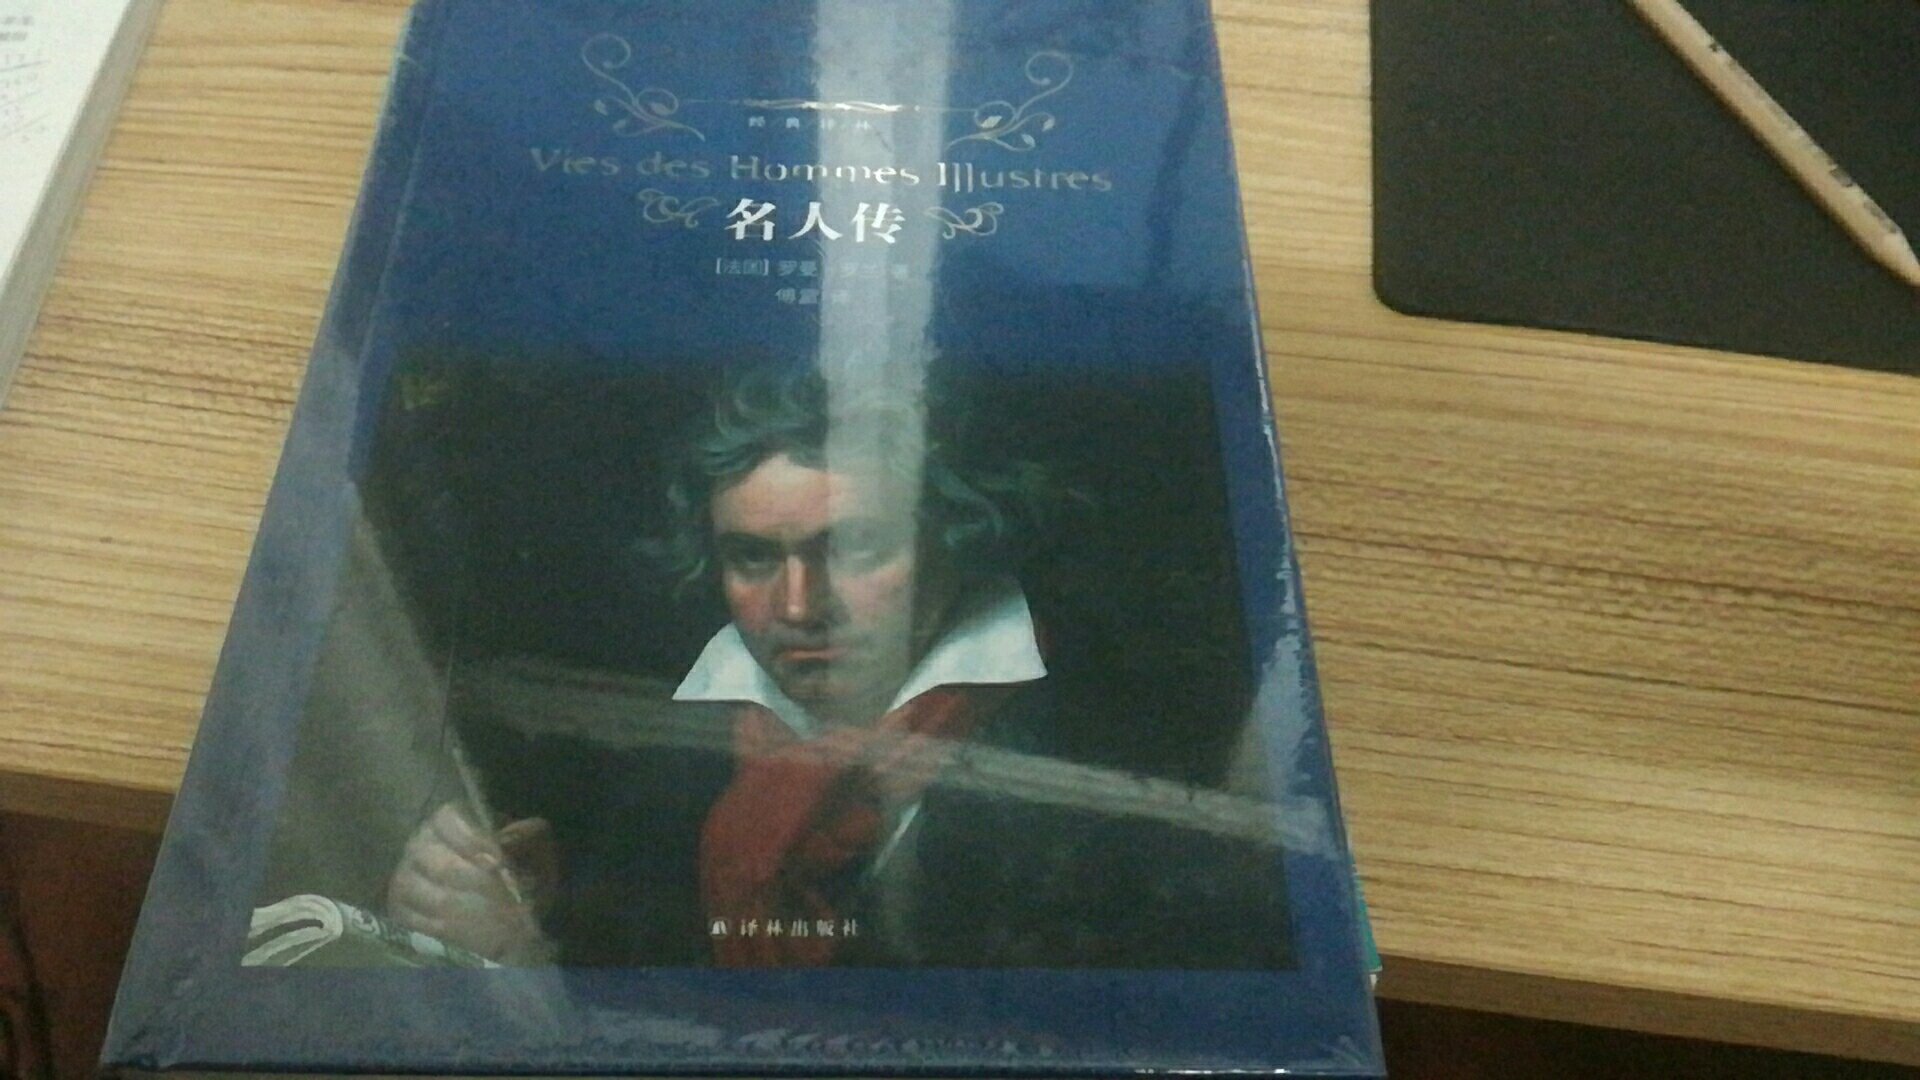 经典译林
Vies des Hommes Illustres
名人传
[法国] 罗曼·罗兰 著
傅雷 译
译林出版社